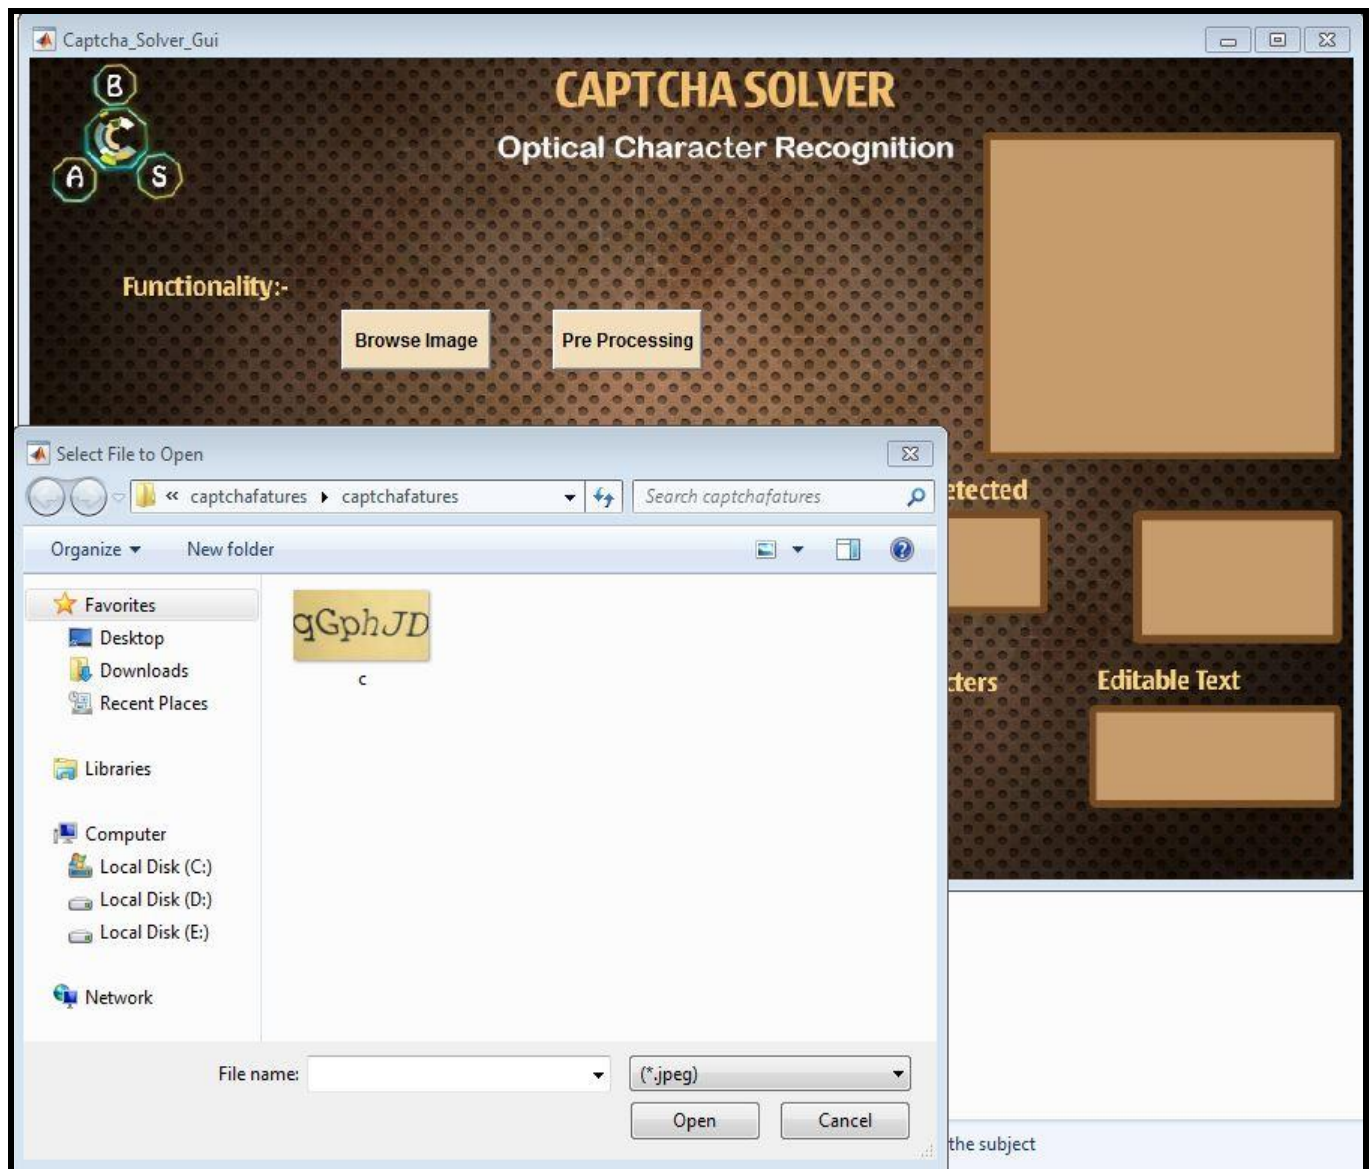 Captcha_Solver_Gui
B
C
A S
CAPTCHA SOLVER
Optical Character Recognition
Functionality:-
Browse Image Pre Processing
Select File to Open
« captchafatures captchafatures Search captchafatures
etected
Organize New folder
Favorites
Desktop
Downloads
Recent Places
qGphJD
c
cters Editable Text
Libraries
Computer
Local Disk (C:)
Local Disk (D:)
Local Disk (E:)
Network
File name: (*.jpeg)
Open Cancel
the subject